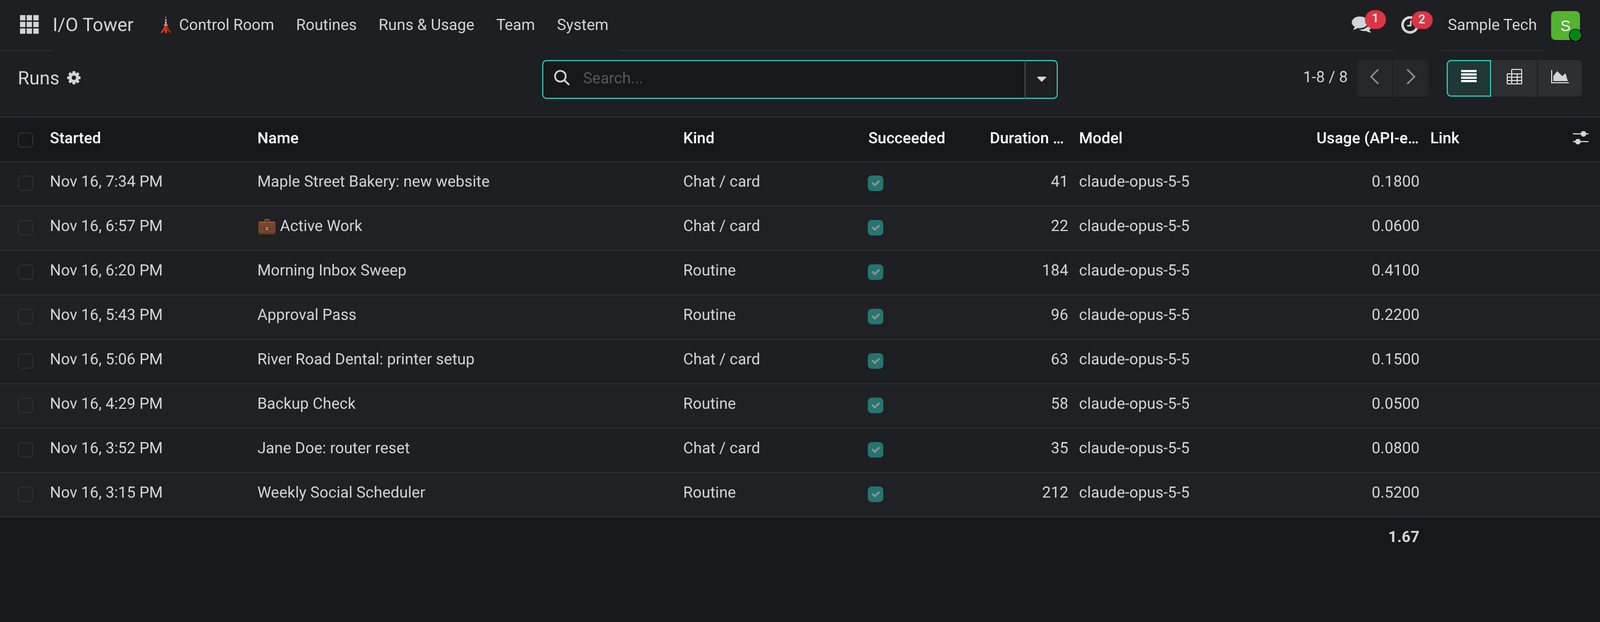 I/O Tower Control Room Routines Runs & Usage Team System 1 2 Sample Tech S
Runs Search... 1-8 / 8
Started Name Kind Succeeded Duration ... Model Usage (API-e... Link
Nov 16, 7:34 PM Maple Street Bakery: new website Chat / card 41 claude-opus-5-5 0.1800
Nov 16, 6:57 PM 💼 Active Work Chat / card 22 claude-opus-5-5 0.0600
Nov 16, 6:20 PM Morning Inbox Sweep Routine 184 claude-opus-5-5 0.4100
Nov 16, 5:43 PM Approval Pass Routine 96 claude-opus-5-5 0.2200
Nov 16, 5:06 PM River Road Dental: printer setup Chat / card 63 claude-opus-5-5 0.1500
Nov 16, 4:29 PM Backup Check Routine 58 claude-opus-5-5 0.0500
Nov 16, 3:52 PM Jane Doe: router reset Chat / card 35 claude-opus-5-5 0.0800
Nov 16, 3:15 PM Weekly Social Scheduler Routine 212 claude-opus-5-5 0.5200
1.67